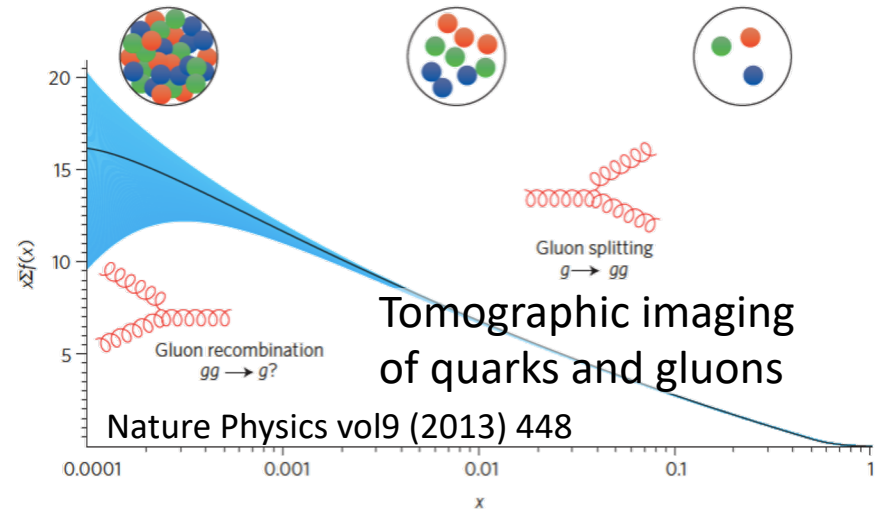 20
15
10
5
xΣf(x)
Gluon splitting
g → gg
Tomographic imaging
of quarks and gluons
Gluon recombination
gg → g?
Nature Physics vol9 (2013) 448
0.0001 0.001 0.01 0.1 1
x